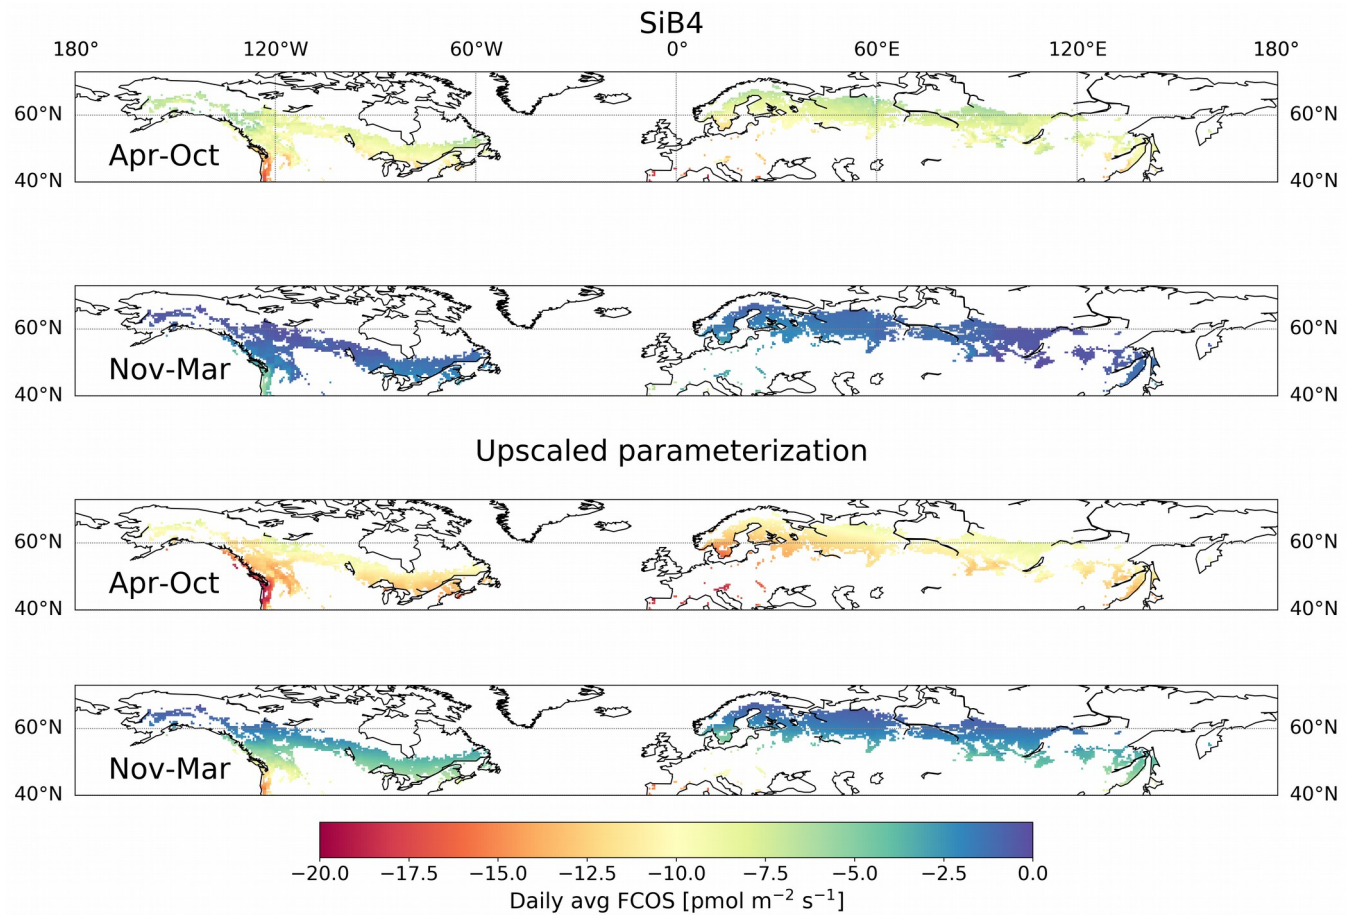 SiB4
180° 120°W 60°W 0° 60°E 120°E 180°
60°N 60°N
Apr-Oct
40°N 40°N
60°N 60°N
Nov-Mar
40°N 40°N
Upscaled parameterization
60°N 60°N
Apr-Oct
40°N 40°N
60°N 60°N
Nov-Mar
40°N 40°N
−20.0 −17.5 −15.0 −12.5 −10.0 −7.5 −5.0 −2.5 0.0
Daily avg FCOS [pmol m⁻² s⁻¹]